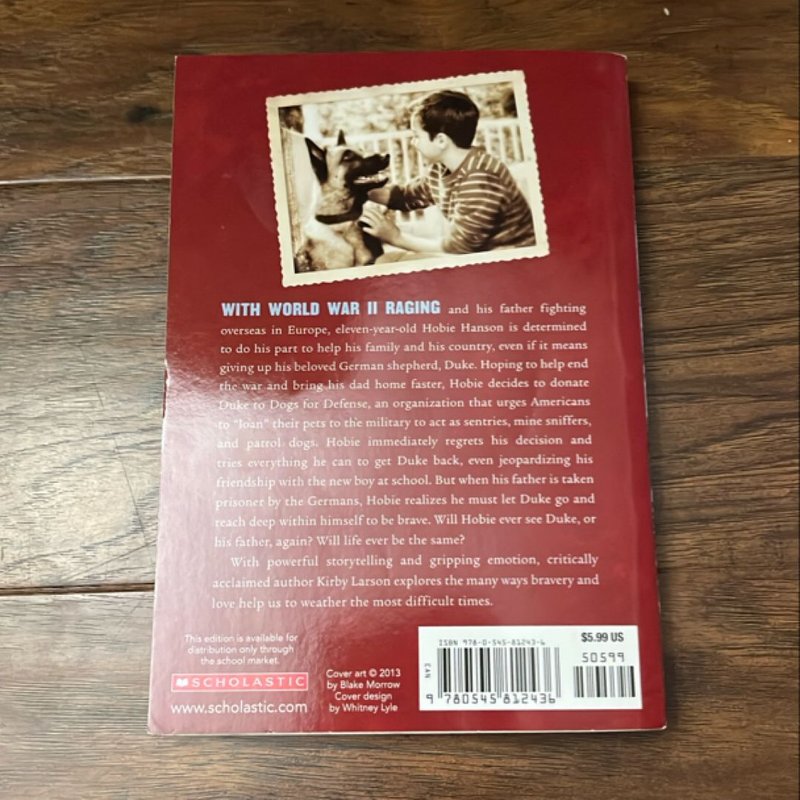 WITH WORLD WAR II RAGING and his father fighting
overseas in Europe, eleven-year-old Hobie Hanson is determined
to do his part to help his family and his country, even if it means
giving up his beloved German shepherd, Duke. Hoping to help end
the war and bring his dad home faster, Hobie decides to donate
Duke to Dogs for Defense, an organization that urges Americans
to "loan" their pets to the military to act as sentries, mine sniffers,
and patrol dogs. Hobie immediately regrets his decision and
tries everything he can to get Duke back, even jeopardizing his
friendship with the new boy at school. But when his father is taken
prisoner by the Germans, Hobie realizes he must let Duke go and
reach deep within himself to be brave. Will Hobie ever see Duke, or
his father, again? Will life ever be the same?
With powerful storytelling and gripping emotion, critically
acclaimed author Kirby Larson explores the many ways bravery and
love help us to weather the most difficult times.
This edition is available for
distribution only through
the school market.
SCHOLASTIC
www.scholastic.com
Cover art © 2013
by Blake Morrow
Cover design
by Whitney Lyle
ISBN 978-0-545-81243-6
$5.99 US
50599
EAN
9 780545 812436